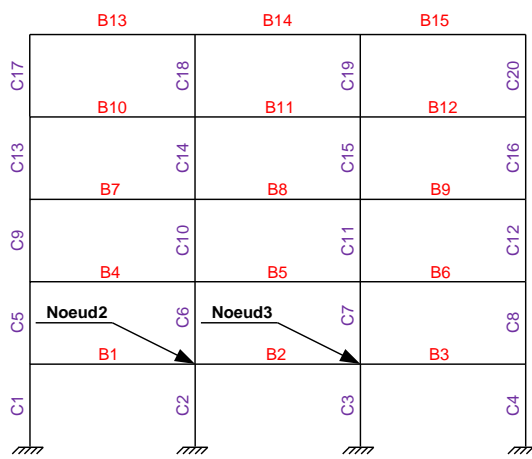 B13 B14 B15
C17 C18 C19 C20
B10 B11 B12
C13 C14 C15 C16
B7 B8 B9
C9 C10 C11 C12
B4 B5 B6
C5 Noeud2 C6 Noeud3 C7 C8
B1 B2 B3
C1 C2 C3 C4